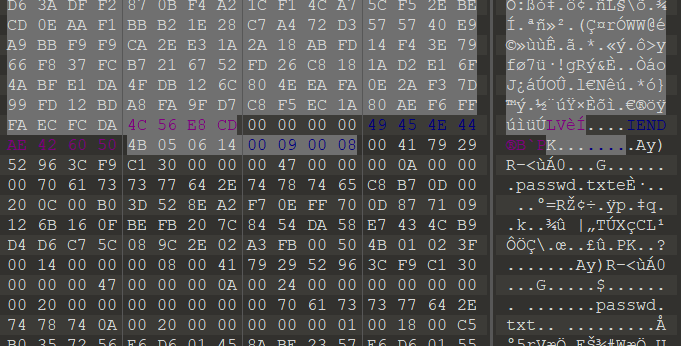 D6 3A DF F2 87 0B F4 A2 1C F1 4C A7 5C F5 2E BE
CD 0E AA F1 BB B2 1E 28 C7 A4 72 D3 57 57 40 E9 Í.ªñ»².(Ç¤rÓWW@é
A9 BB F9 F9 CA 2E E3 1A 2A 18 AB FD 14 F4 3E 79 ©»ùùÊ.ã.*.«ý.ô>y
66 F8 37 FC B7 21 67 52 FD 26 C8 18 1A D2 E1 6F fø7ü·!gRý&È..Òáo
4A BF E1 DA 4F DB 12 6C 80 4E EA FA 0E 2A F3 7D J¿áÚOÛ.l€Nêú.*ó}
99 FD 12 BD A8 FA 9F D7 C8 F5 EC 1A 80 AE F6 FF ™ý.½¨úŸ×Èõì.€®öÿ
FA EC FC DA 4C 56 E8 CD 00 00 00 00 49 45 4E 44 úìüÚLVèÍ....IEND
AE 42 60 50 4B 05 06 14 00 09 00 08 00 41 79 29 ®B`PK........Ay)
52 96 3C F9 C1 30 00 00 00 47 00 00 00 0A 00 00 R–<ùÁ0...G......
00 70 61 73 73 77 64 2E 74 78 74 65 C8 B7 0D 00 .passwd.txteÈ·..
20 0C 00 B0 3D 52 8E A2 F7 0E FF 70 0D 87 71 09 ..°=RŽ¢÷.ÿp.‡q.
12 6B 16 0F BE FB 20 7C 84 54 DA 58 E7 43 4C B9 .k..¾û |„TÚXçCL¹
D4 D6 C7 5C 08 9C 2E 02 A3 FB 00 50 4B 01 02 3F ÔÖÇ\.œ..£û.PK..?
00 14 00 00 00 08 00 41 79 29 52 96 3C F9 C1 30 .......Ay)R–<ùÁ0
00 00 00 47 00 00 00 0A 00 24 00 00 00 00 00 00 ...G.....$......
00 20 00 00 00 00 00 00 00 70 61 73 73 77 64 2E . .......passwd.
74 78 74 0A 00 20 00 00 00 00 00 01 00 18 00 C5 txt.. .........Å